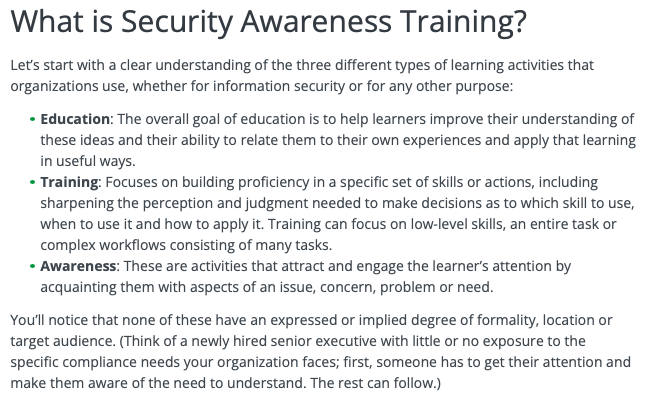 What is Security Awareness Training?
Let’s start with a clear understanding of the three different types of learning activities that
organizations use, whether for information security or for any other purpose:
• Education: The overall goal of education is to help learners improve their understanding of
these ideas and their ability to relate them to their own experiences and apply that learning
in useful ways.
• Training: Focuses on building proficiency in a specific set of skills or actions, including
sharpening the perception and judgment needed to make decisions as to which skill to use,
when to use it and how to apply it. Training can focus on low-level skills, an entire task or
complex workflows consisting of many tasks.
• Awareness: These are activities that attract and engage the learner’s attention by
acquainting them with aspects of an issue, concern, problem or need.
You’ll notice that none of these have an expressed or implied degree of formality, location or
target audience. (Think of a newly hired senior executive with little or no exposure to the
specific compliance needs your organization faces; first, someone has to get their attention and
make them aware of the need to understand. The rest can follow.)